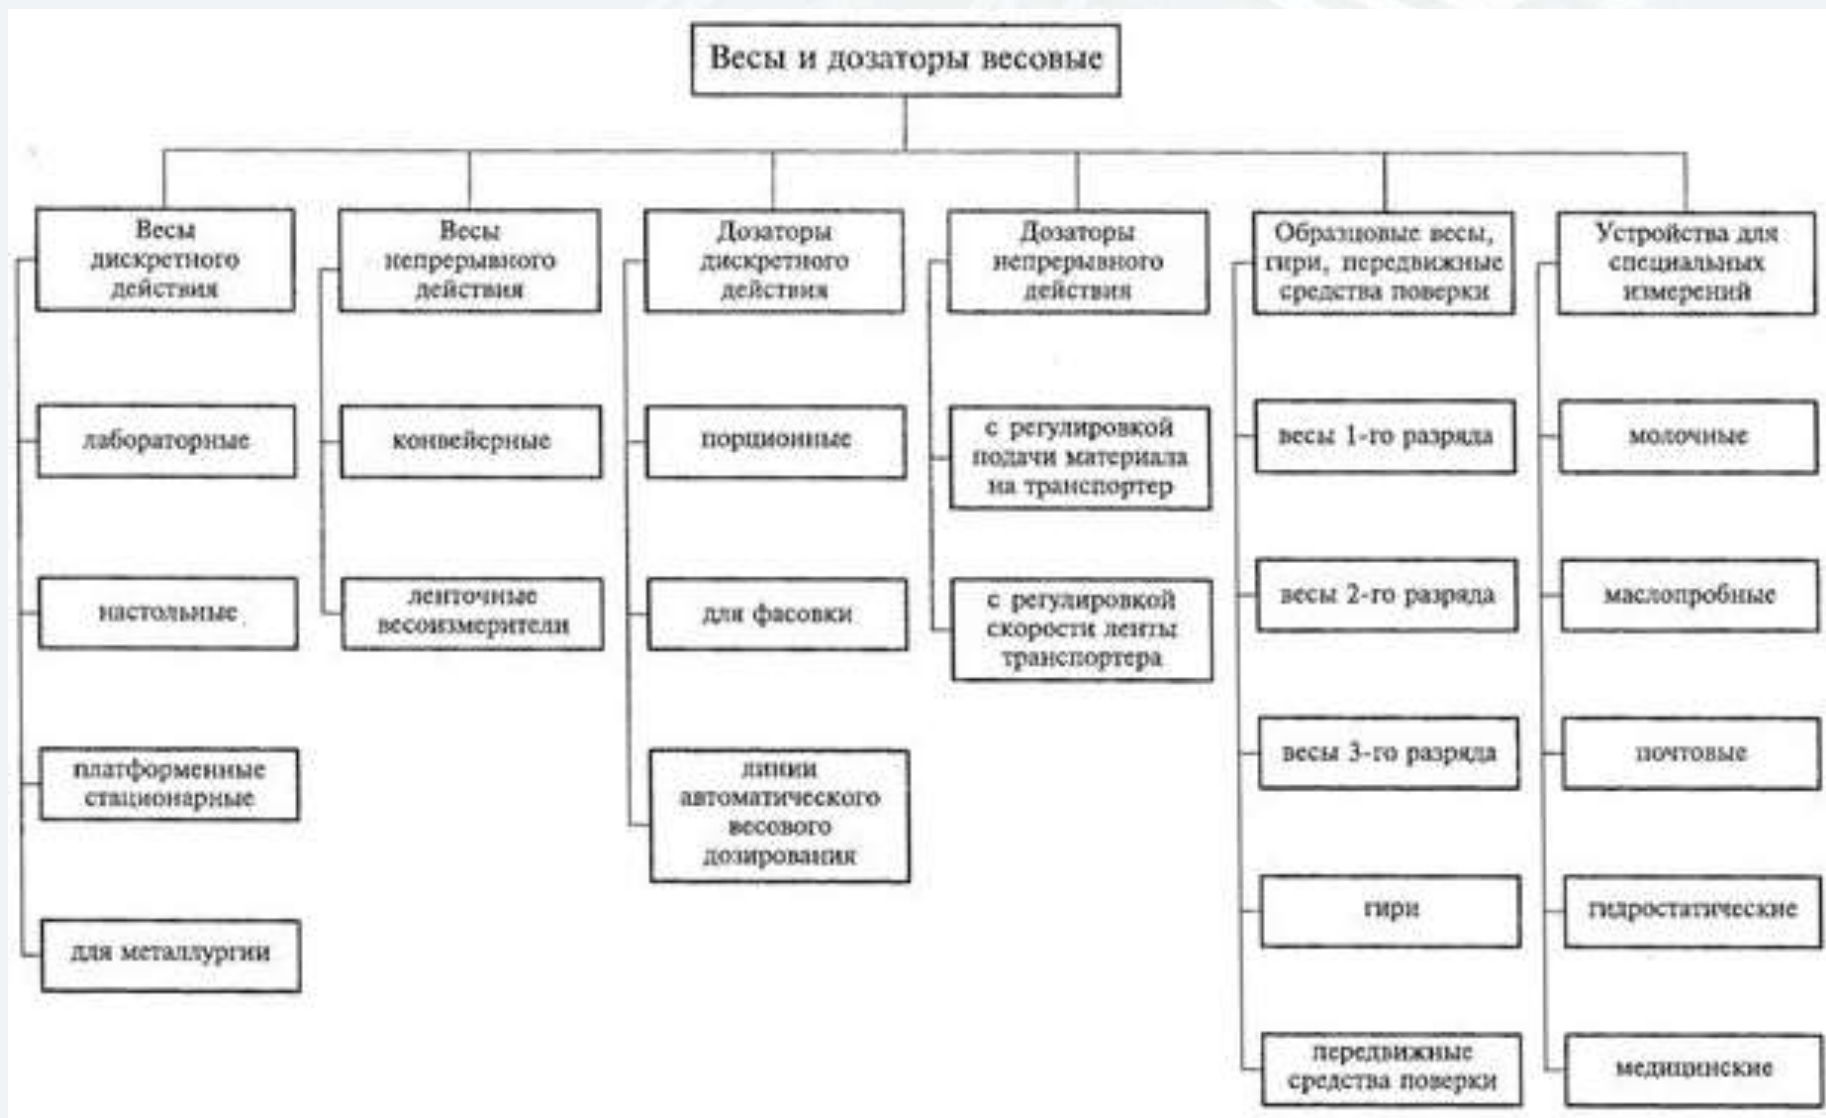 Весы и дозаторы весовые
Весы
дискретного
действия
лабораторные
настольные
платформенные
стационарные
для металлургии
Весы
непрерывного
действия
конвейерные
ленточные
весоизмерители
Дозаторы
дискретного
действия
порционные
для фасовки
линии
автоматического
весового
дозирования
Дозаторы
непрерывного
действия
с регулировкой
подачи материала
на транспортер
с регулировкой
скорости ленты
транспортера
Образцовые весы,
гири, передвижные
средства поверки
весы 1-го разряда
весы 2-го разряда
весы 3-го разряда
гири
передвижные
средства поверки
Устройства для
специальных
измерений
молочные
маслопробные
почтовые
гидростатические
медицинские